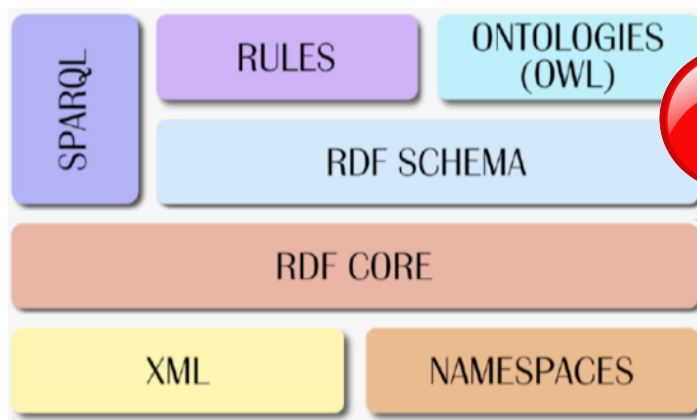 SPARQL
RULES
ONTOLOGIES
(OWL)
RDF SCHEMA
RDF CORE
XML
NAMESPACES